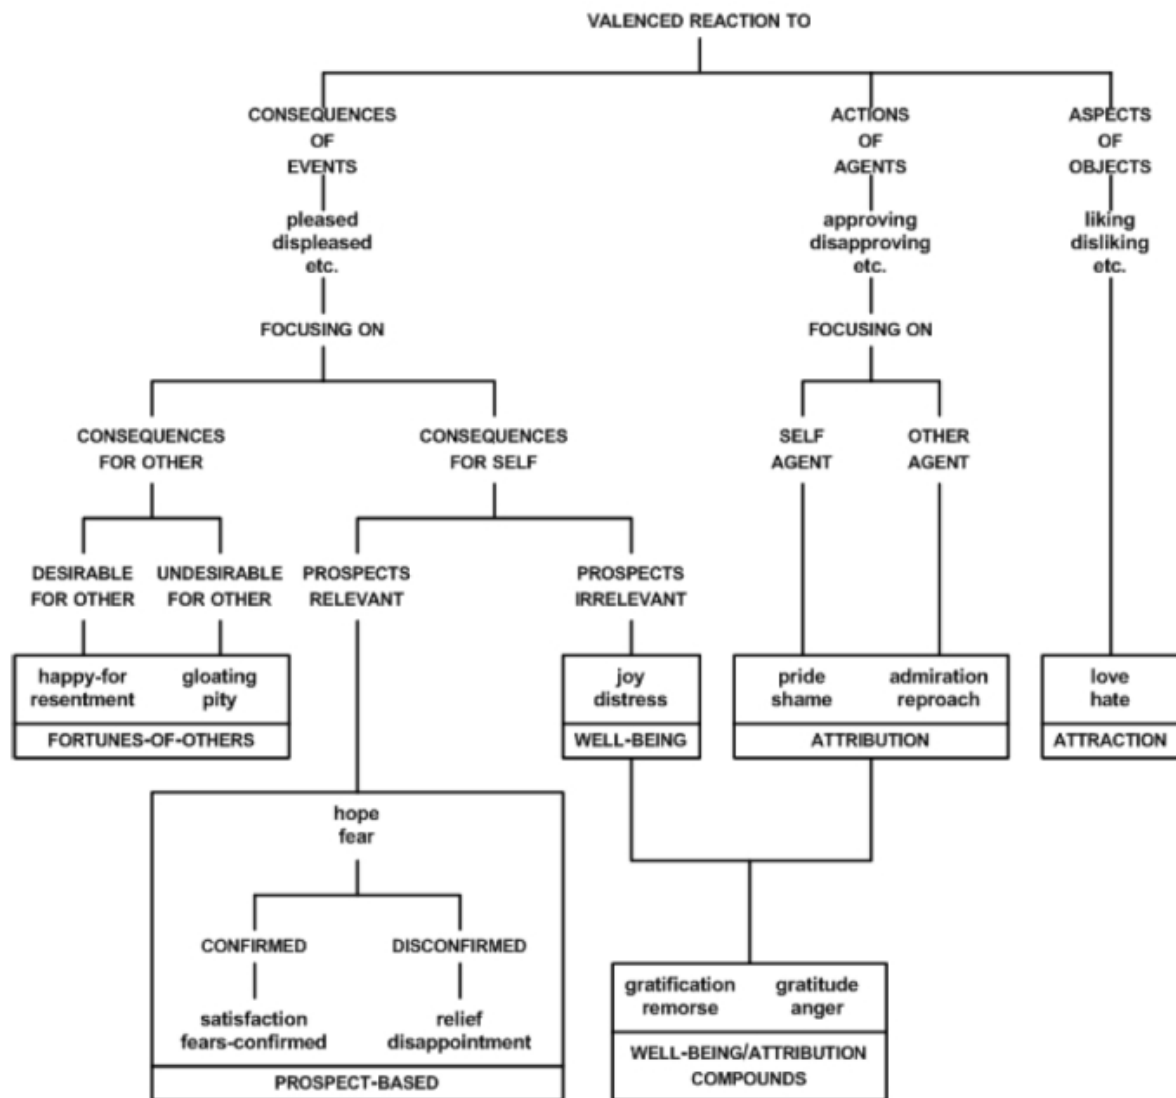 VALENCED REACTION TO
CONSEQUENCES
OF
EVENTS
ACTIONS
OF
AGENTS
ASPECTS
OF
OBJECTS
pleased
displeased
etc.
approving
disapproving
etc.
liking
disliking
etc.
FOCUSING ON
FOCUSING ON
CONSEQUENCES
FOR OTHER
CONSEQUENCES
FOR SELF
SELF
AGENT
OTHER
AGENT
DESIRABLE
FOR OTHER
UNDESIRABLE
FOR OTHER
PROSPECTS
RELEVANT
PROSPECTS
IRRELEVANT
happy-for
resentment
gloating
pity
FORTUNES-OF-OTHERS
joy
distress
WELL-BEING
pride
shame
admiration
reproach
ATTRIBUTION
love
hate
ATTRACTION
hope
fear
CONFIRMED
DISCONFIRMED
satisfaction
fears-confirmed
relief
disappointment
PROSPECT-BASED
gratification
remorse
gratitude
anger
WELL-BEING/ATTRIBUTION
COMPOUNDS